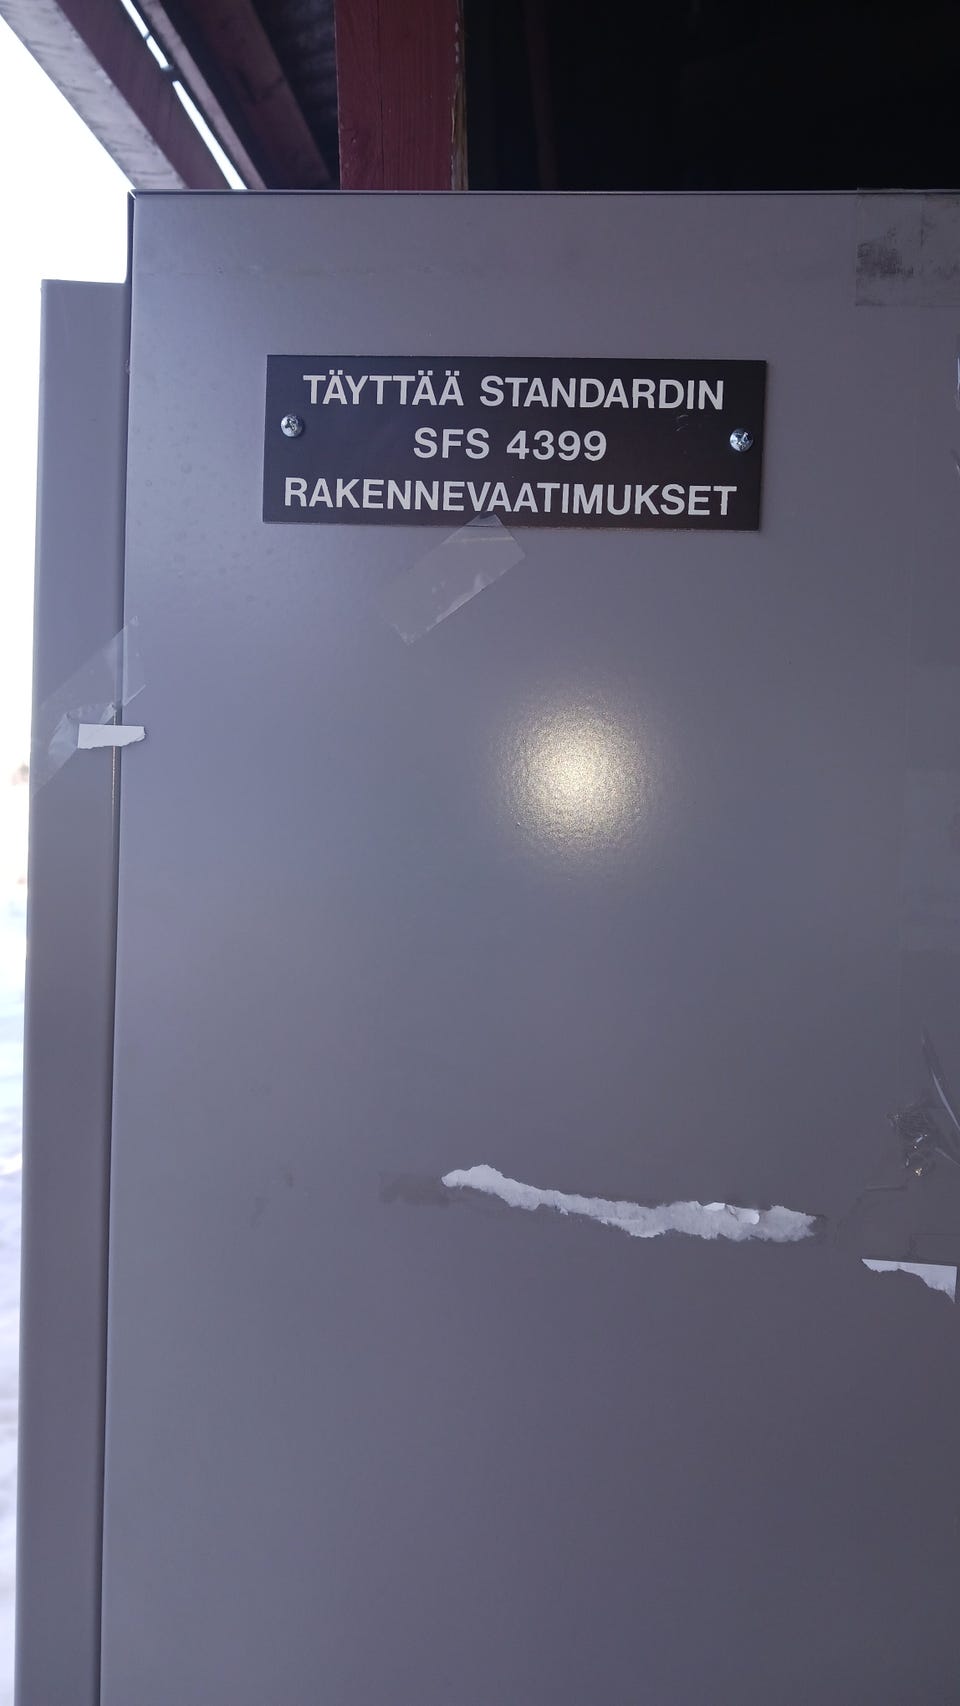 TÄYTTÄÄ STANDARDIN
SFS 4399
RAKENNEVAATIMUKSET